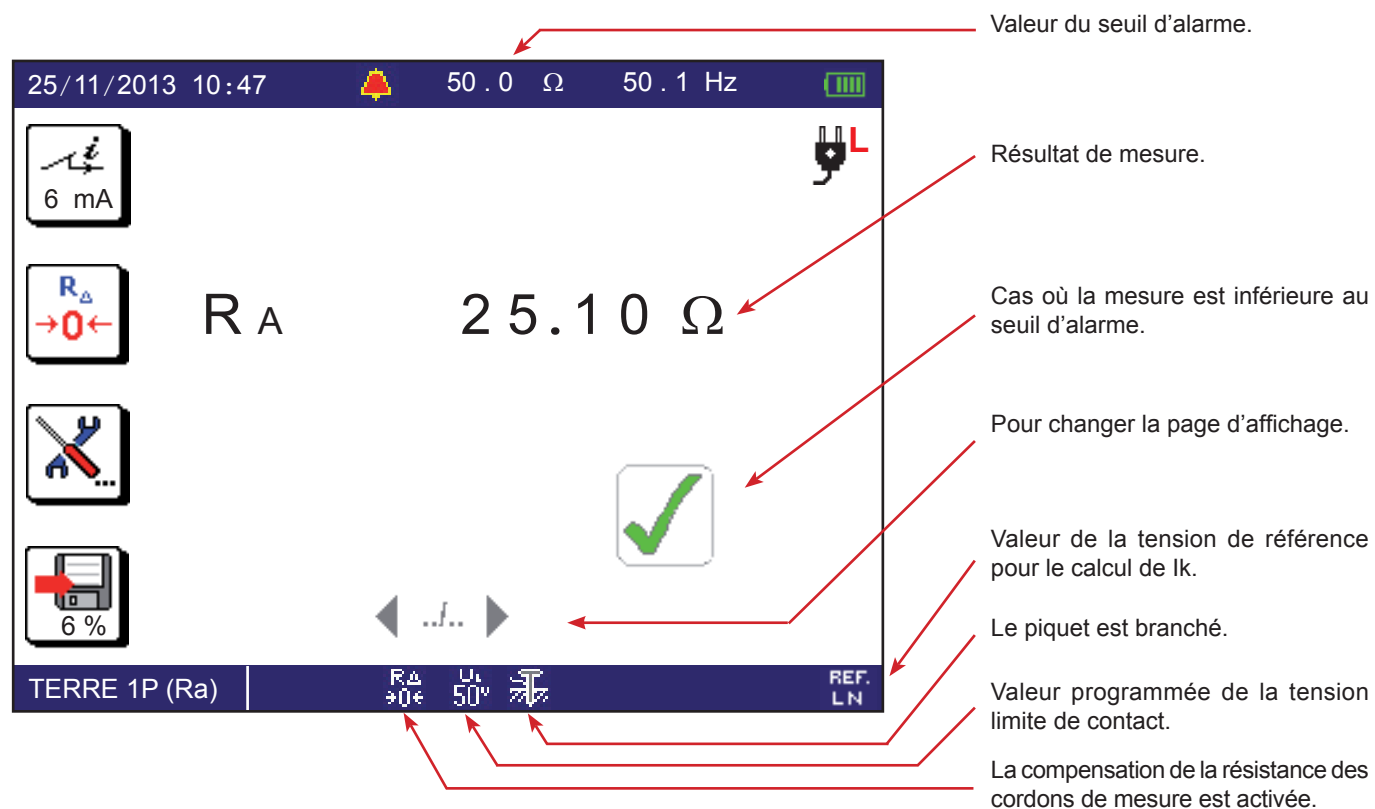 Valeur du seuil d'alarme.
25/11/2013 10:47 50.0 Ω 50.1 Hz
L
i
6 mA
Résultat de mesure.
RΔ
→0←
RA 25.10 Ω
Cas où la mesure est inférieure au
seuil d'alarme.
Pour changer la page d'affichage.
...
Valeur de la tension de référence
pour le calcul de Ik.
6 %
../..
Le piquet est branché.
TERRE 1P (Ra)
RΔ
→0←
UL
50V
REF.
LN
Valeur programmée de la tension
limite de contact.
La compensation de la résistance des
cordons de mesure est activée.